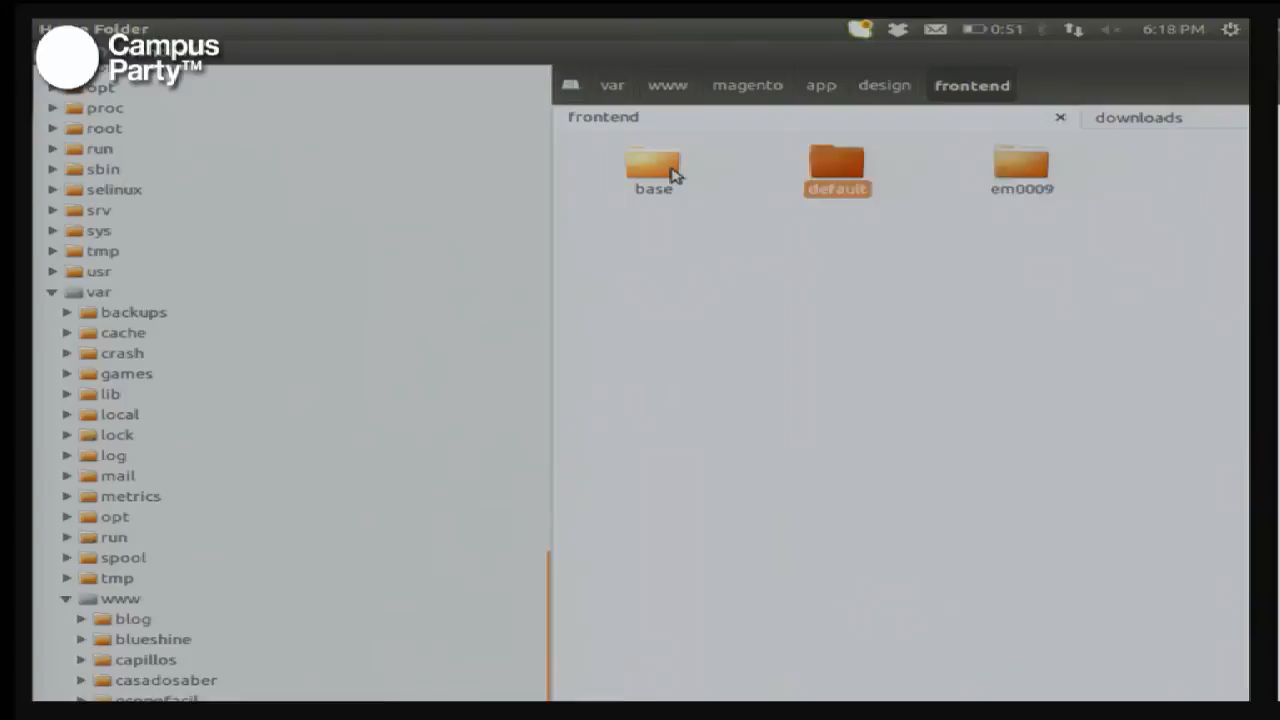 Home Folder
0:51
6:18 PM
Campus
Party™
opt
proc
root
run
sbin
selinux
srv
sys
tmp
usr
var
backups
cache
crash
games
lib
local
lock
log
mail
metrics
opt
run
spool
tmp
www
blog
blueshine
capillos
casadosaber
var www magento app design frontend
frontend
downloads
base
default
em0009